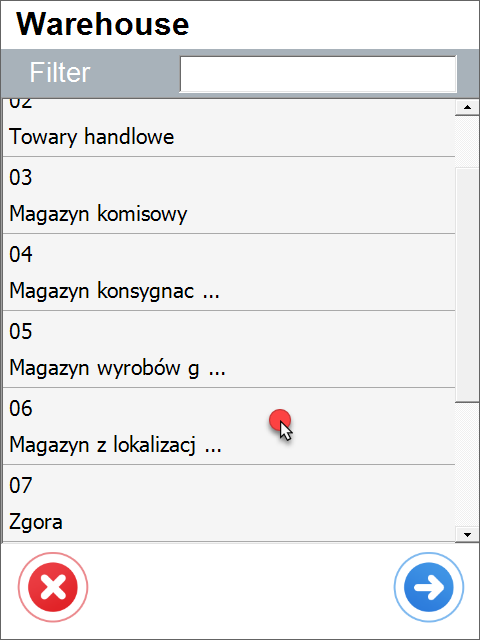 Warehouse
Filter
02
Towary handlowe
03
Magazyn komisowy
04
Magazyn konsygnac ...
05
Magazyn wyrobów g ...
06
Magazyn z lokalizacj ...
07
Zgora